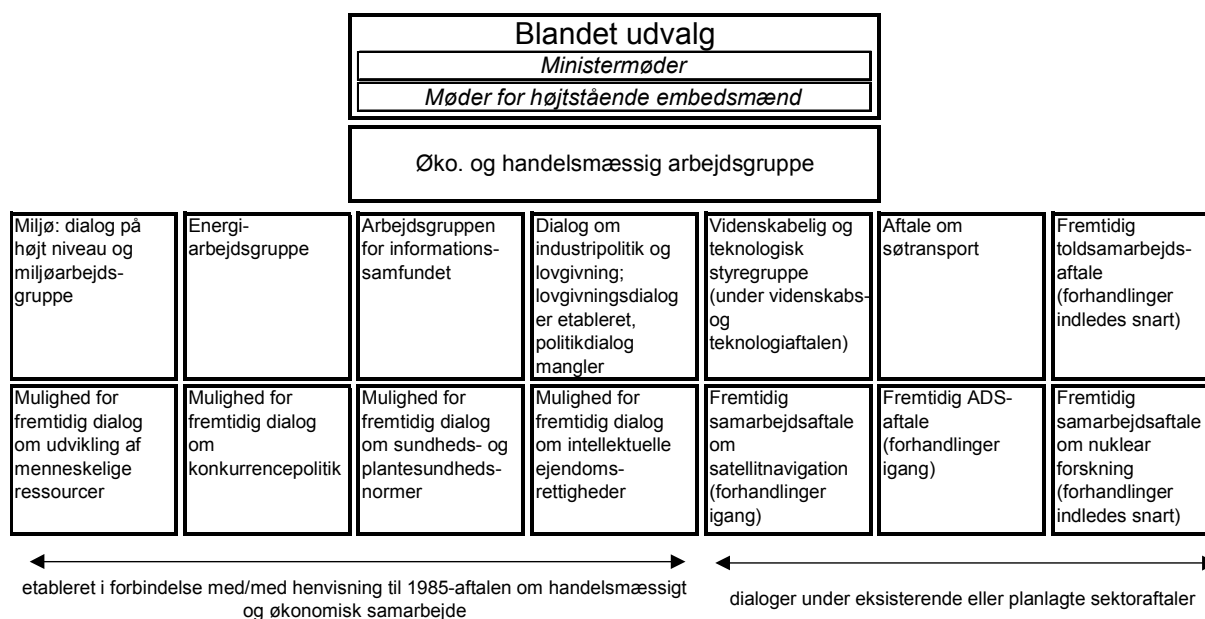 Blandet udvalg
Ministermøder
Møder for højtstående embedsmænd
Øko. og handelsmæssig arbejdsgruppe
Miljø: dialog på
højt niveau og
miljøarbejds-
gruppe
Energi-
arbejdsgruppe
Arbejdsgruppen
for informations-
samfundet
Dialog om
industripolitik og
lovgivning;
lovgivningsdialog
er etableret,
politikdialog
mangler
Videnskabelig og
teknologisk
styregruppe
(under videnskabs-
og
teknologiaftalen)
Aftale om
søtransport
Fremtidig
toldsamarbejds-
aftale
(forhandlinger
indledes snart)
Mulighed for
fremtidig dialog
om udvikling af
menneskelige
ressourcer
Mulighed for
fremtidig dialog
om
konkurrencepolitik
Mulighed for
fremtidig dialog
om sundheds- og
plantesundheds-
normer
Mulighed for
fremtidig dialog
om intellektuelle
ejendoms-
rettigheder
Fremtidig
samarbejdsaftale
om
satellitnavigation
(forhandlinger
igang)
Fremtidig ADS-
aftale
(forhandlinger
igang)
Fremtidig
samarbejdsaftale
om nuklear
forskning
(forhandlinger
indledes snart)
etableret i forbindelse med/med henvisning til 1985-aftalen om handelsmæssigt
og økonomisk samarbejde
dialoger under eksisterende eller planlagte sektoraftaler